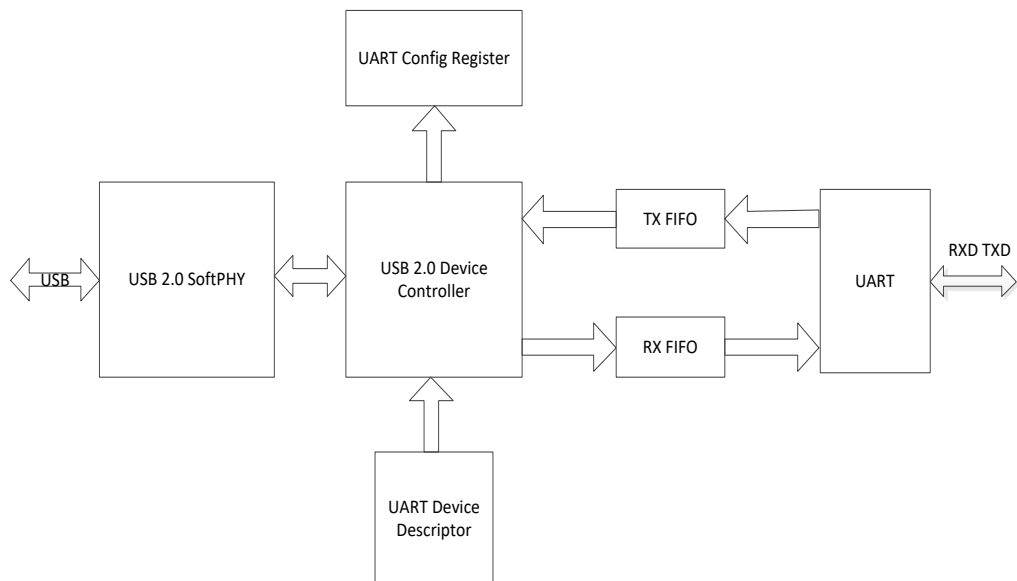 UART Config Register
USB
USB 2.0 SoftPHY
USB 2.0 Device
Controller
TX FIFO
RX FIFO
UART
RXD TXD
UART Device
Descriptor